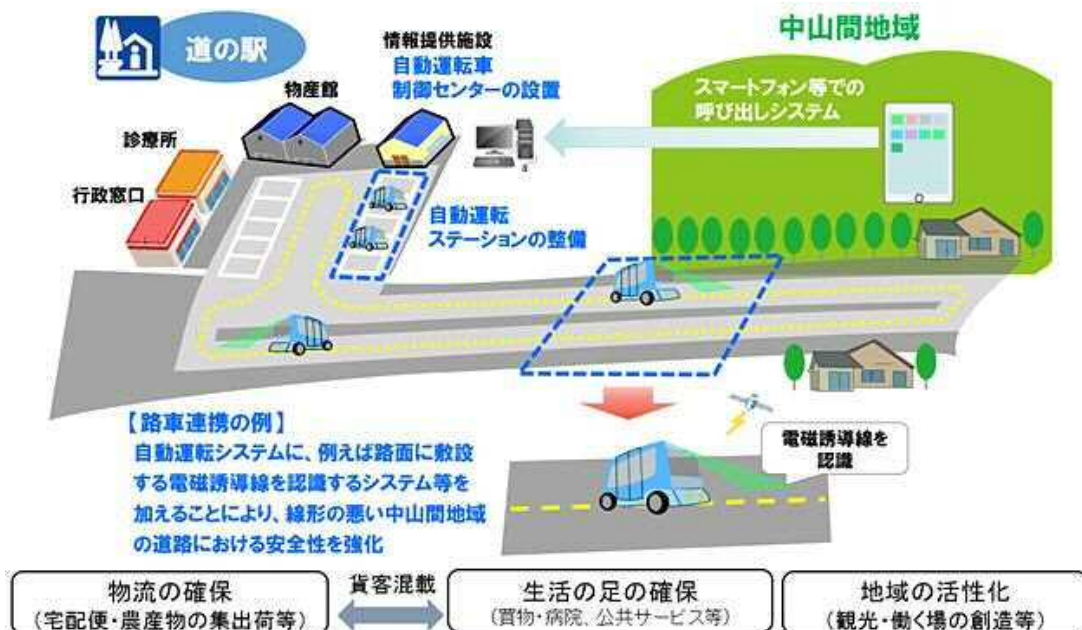 道の駅
情報提供施設
自動運転車
制御センターの設置
物産館
診療所
行政窓口
中山間地域
スマートフォン等での
呼び出しシステム
自動運転
ステーションの整備
【路車連携の例】
自動運転システムに、例えば路面に敷設
する電磁誘導線を認識するシステム等を
加えることにより、線形の悪い中山間地域
の道路における安全性を強化
電磁誘導線を
認識
物流の確保
(宅配便・農産物の集出荷等)
貨客混載
生活の足の確保
(買物・病院、公共サービス等)
地域の活性化
(観光・働く場の創造等)